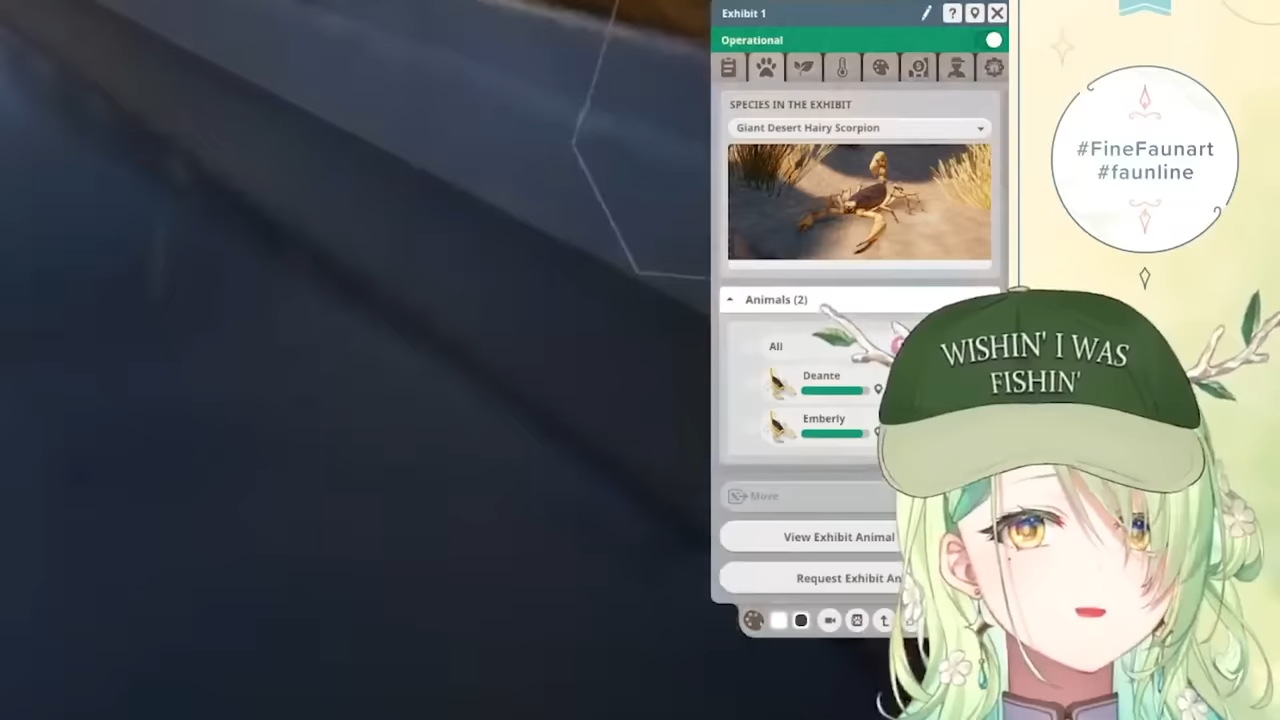 Exhibit 1
?
Operational
SPECIES IN THE EXHIBIT
Giant Desert Hairy Scorpion
Animals (2)
All
Deante
Emberly
Move
View Exhibit Animal
Request Exhibit An
#FineFaunart
#faunline
WISHIN' I WAS
FISHIN'